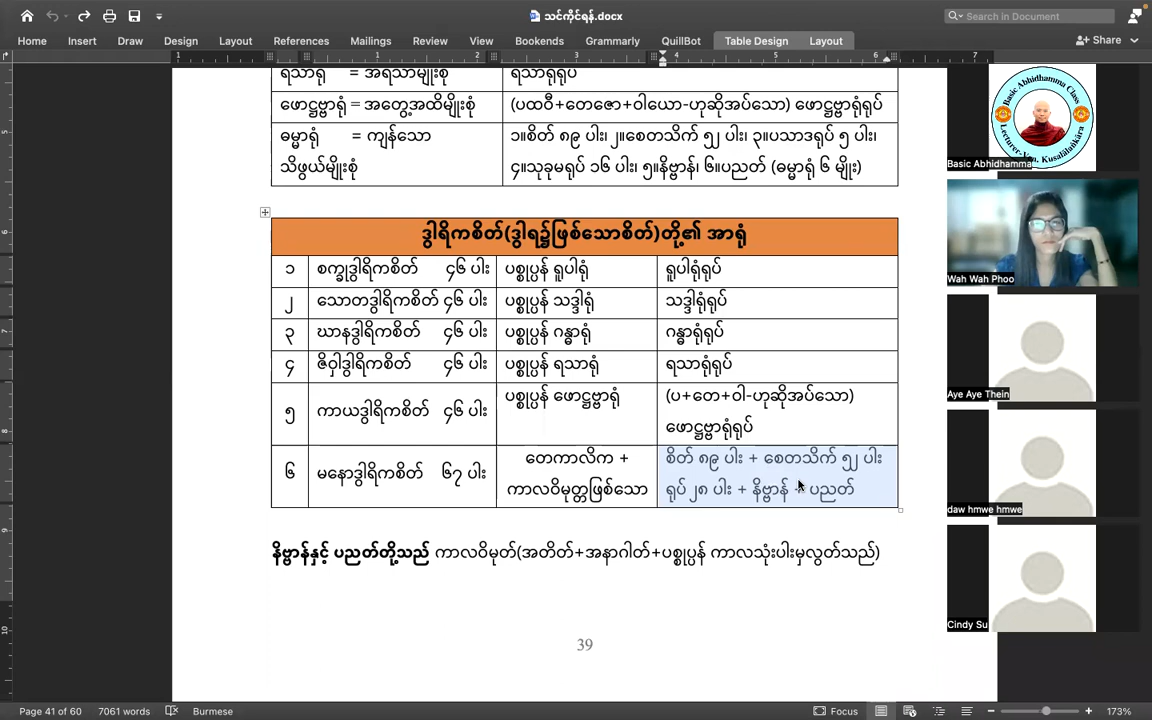 သင်ကိုင်ရန်.docx
Search in Document
Home Insert Draw Design Layout References Mailings Review View Bookends Grammarly QuillBot Table Design Layout Share
1 1 2 3 4 5 6 7
ရသာရုံ = အရသာမျိုးစုံ ရသာရုံရုပ်
ဖောဋ္ဌဗ္ဗာရုံ = အတွေ့အထိမျိုးစုံ (ပထဝီ+တေဇော+ဝါယော-ဟုဆိုအပ်သော) ဖောဋ္ဌဗ္ဗာရုံရုပ်
ဓမ္မာရုံ = ကျန်သော ၁။စိတ် ၈၉ ပါး၊ ၂။စေတသိက် ၅၂ ပါး၊ ၃။ပသာဒရုပ် ၅ ပါး၊
သိဖွယ်မျိုးစုံ ၄။သုခုမရုပ် ၁၆ ပါး၊ ၅။နိဗ္ဗာန်၊ ၆။ပညတ် (ဓမ္မာရုံ ၆ မျိုး)
ဒွါရိကစိတ်(ဒွါရ၌ဖြစ်သောစိတ်)တို့၏ အာရုံ
၁ စက္ခုဒွါရိကစိတ် ၄၆ ပါး ပစ္စုပ္ပန် ရူပါရုံ ရူပါရုံရုပ်
၂ သောတဒွါရိကစိတ် ၄၆ ပါး ပစ္စုပ္ပန် သဒ္ဒါရုံ သဒ္ဒါရုံရုပ်
၃ ဃာနဒွါရိကစိတ် ၄၆ ပါး ပစ္စုပ္ပန် ဂန္ဓာရုံ ဂန္ဓာရုံရုပ်
၄ ဇိဝှါဒွါရိကစိတ် ၄၆ ပါး ပစ္စုပ္ပန် ရသာရုံ ရသာရုံရုပ်
၅ ကာယဒွါရိကစိတ် ၄၆ ပါး ပစ္စုပ္ပန် ဖောဋ္ဌဗ္ဗာရုံ (ပ+တေ+ဝါ-ဟုဆိုအပ်သော)
ဖောဋ္ဌဗ္ဗာရုံရုပ်
၆ မနောဒွါရိကစိတ် ၆၇ ပါး တေကာလိက + စိတ် ၈၉ ပါး + စေတသိက် ၅၂ ပါး
ကာလဝိမုတ္တဖြစ်သော ရုပ် ၂၈ ပါး + နိဗ္ဗာန် + ပညတ်
နိဗ္ဗာန်နှင့် ပညတ်တို့သည် ကာလဝိမုတ်(အတိတ်+အနာဂါတ်+ပစ္စုပ္ပန် ကာလသုံးပါးမှလွတ်သည်)
39
Basic Abhidhamma Class
Lecturer-Ven. Kusalālaṅkāra
Basic Abhidhamma
Wah Wah Phoo
Aye Aye Thein
daw hmwe hmwe
Cindy Su
Page 41 of 60 7061 words Burmese Focus 173%